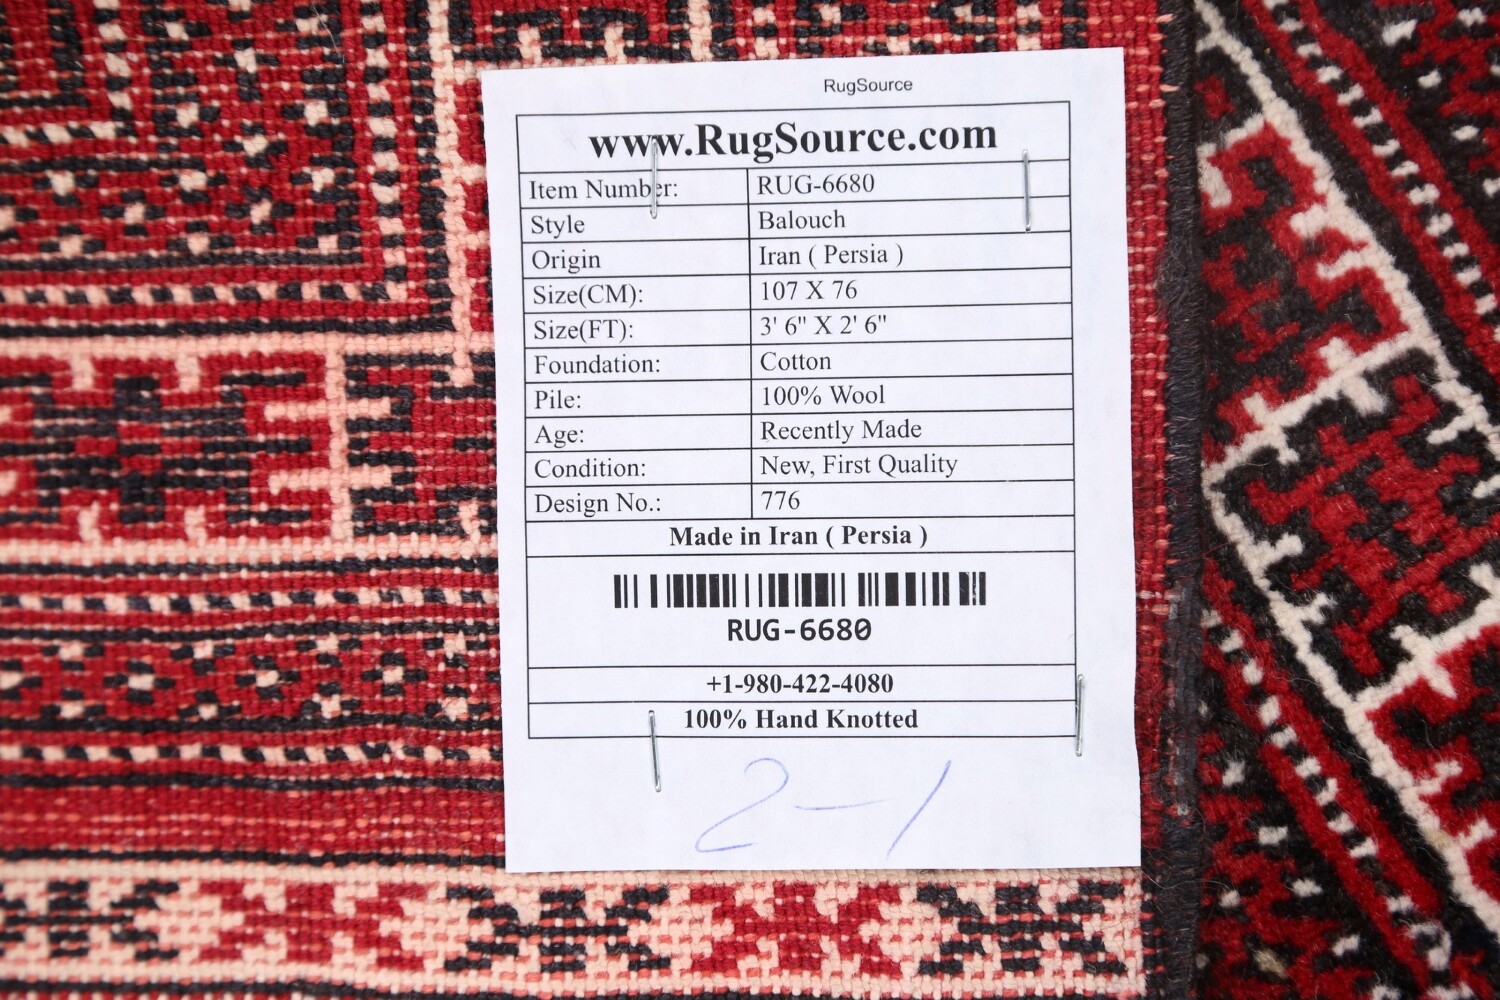 RugSource
www.RugSource.com
Item Number: RUG-6680
Style Balouch
Origin Iran ( Persia )
Size(CM): 107 X 76
Size(FT): 3' 6" X 2' 6"
Foundation: Cotton
Pile: 100% Wool
Age: Recently Made
Condition: New, First Quality
Design No.: 776
Made in Iran ( Persia )
RUG-6680
+1-980-422-4080
100% Hand Knotted
2-1